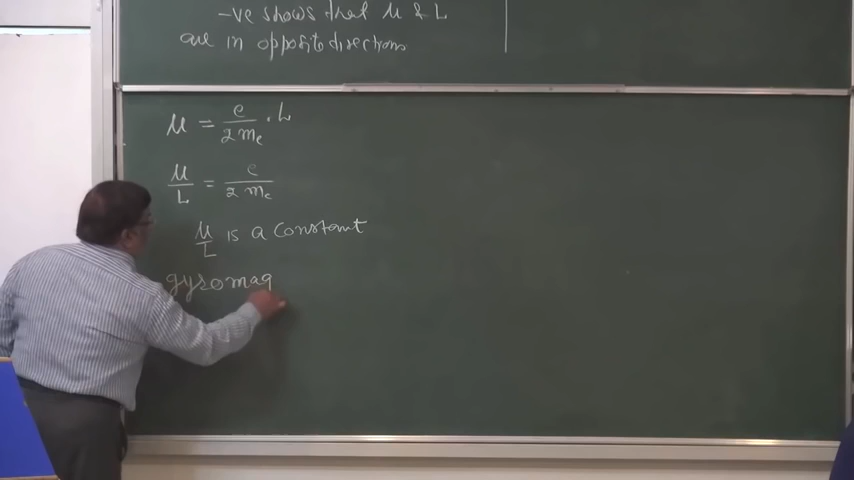 -ve shows that μ & L
are in opposite directions
μ = e/2me · L
μ/L = e/2me
μ/L is a constant
gyromag